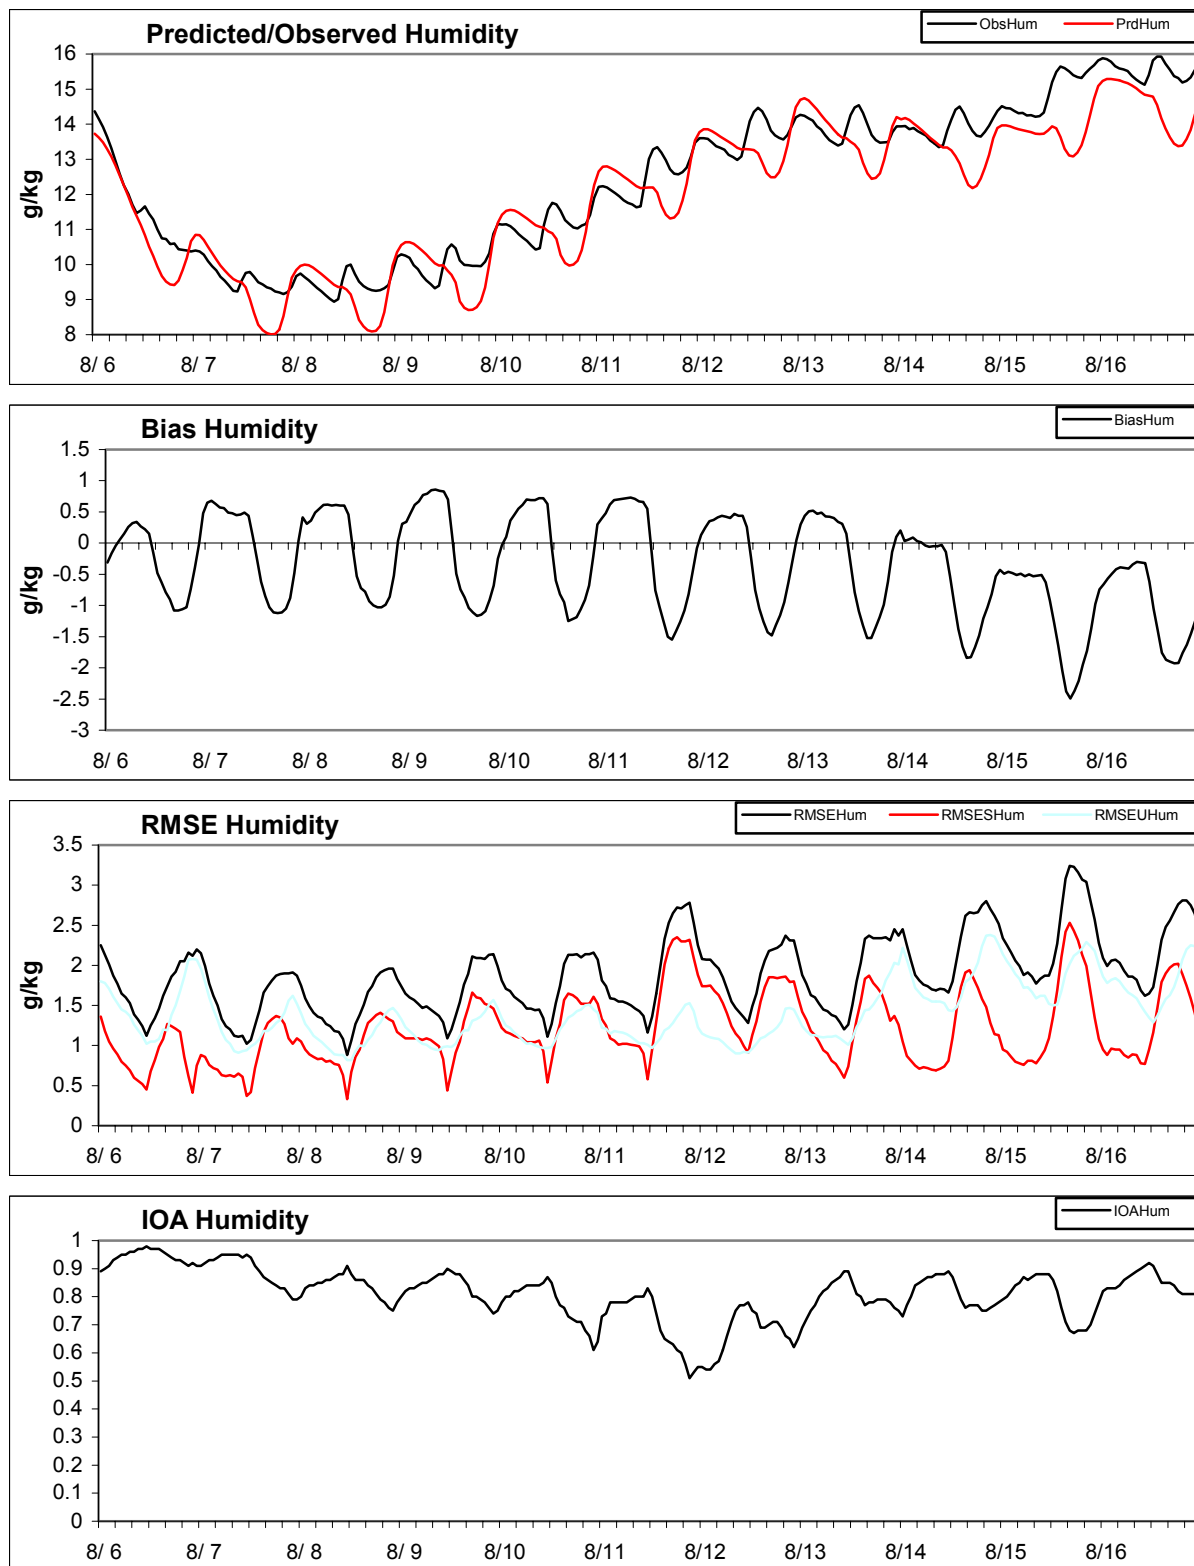 Predicted/Observed Humidity
ObsHum PrdHum
16
15
14
13
12
11
10
9
8
g/kg
8/ 6 8/ 7 8/ 8 8/ 9 8/10 8/11 8/12 8/13 8/14 8/15 8/16
Bias Humidity
BiasHum
1.5
1
0.5
0
-0.5
-1
-1.5
-2
-2.5
-3
g/kg
8/ 6 8/ 7 8/ 8 8/ 9 8/10 8/11 8/12 8/13 8/14 8/15 8/16
RMSE Humidity
RMSEHum RMSESHum RMSEUHum
3.5
3
2.5
2
1.5
1
0.5
0
g/kg
8/ 6 8/ 7 8/ 8 8/ 9 8/10 8/11 8/12 8/13 8/14 8/15 8/16
IOA Humidity
IOAHum
1
0.9
0.8
0.7
0.6
0.5
0.4
0.3
0.2
0.1
0
8/ 6 8/ 7 8/ 8 8/ 9 8/10 8/11 8/12 8/13 8/14 8/15 8/16